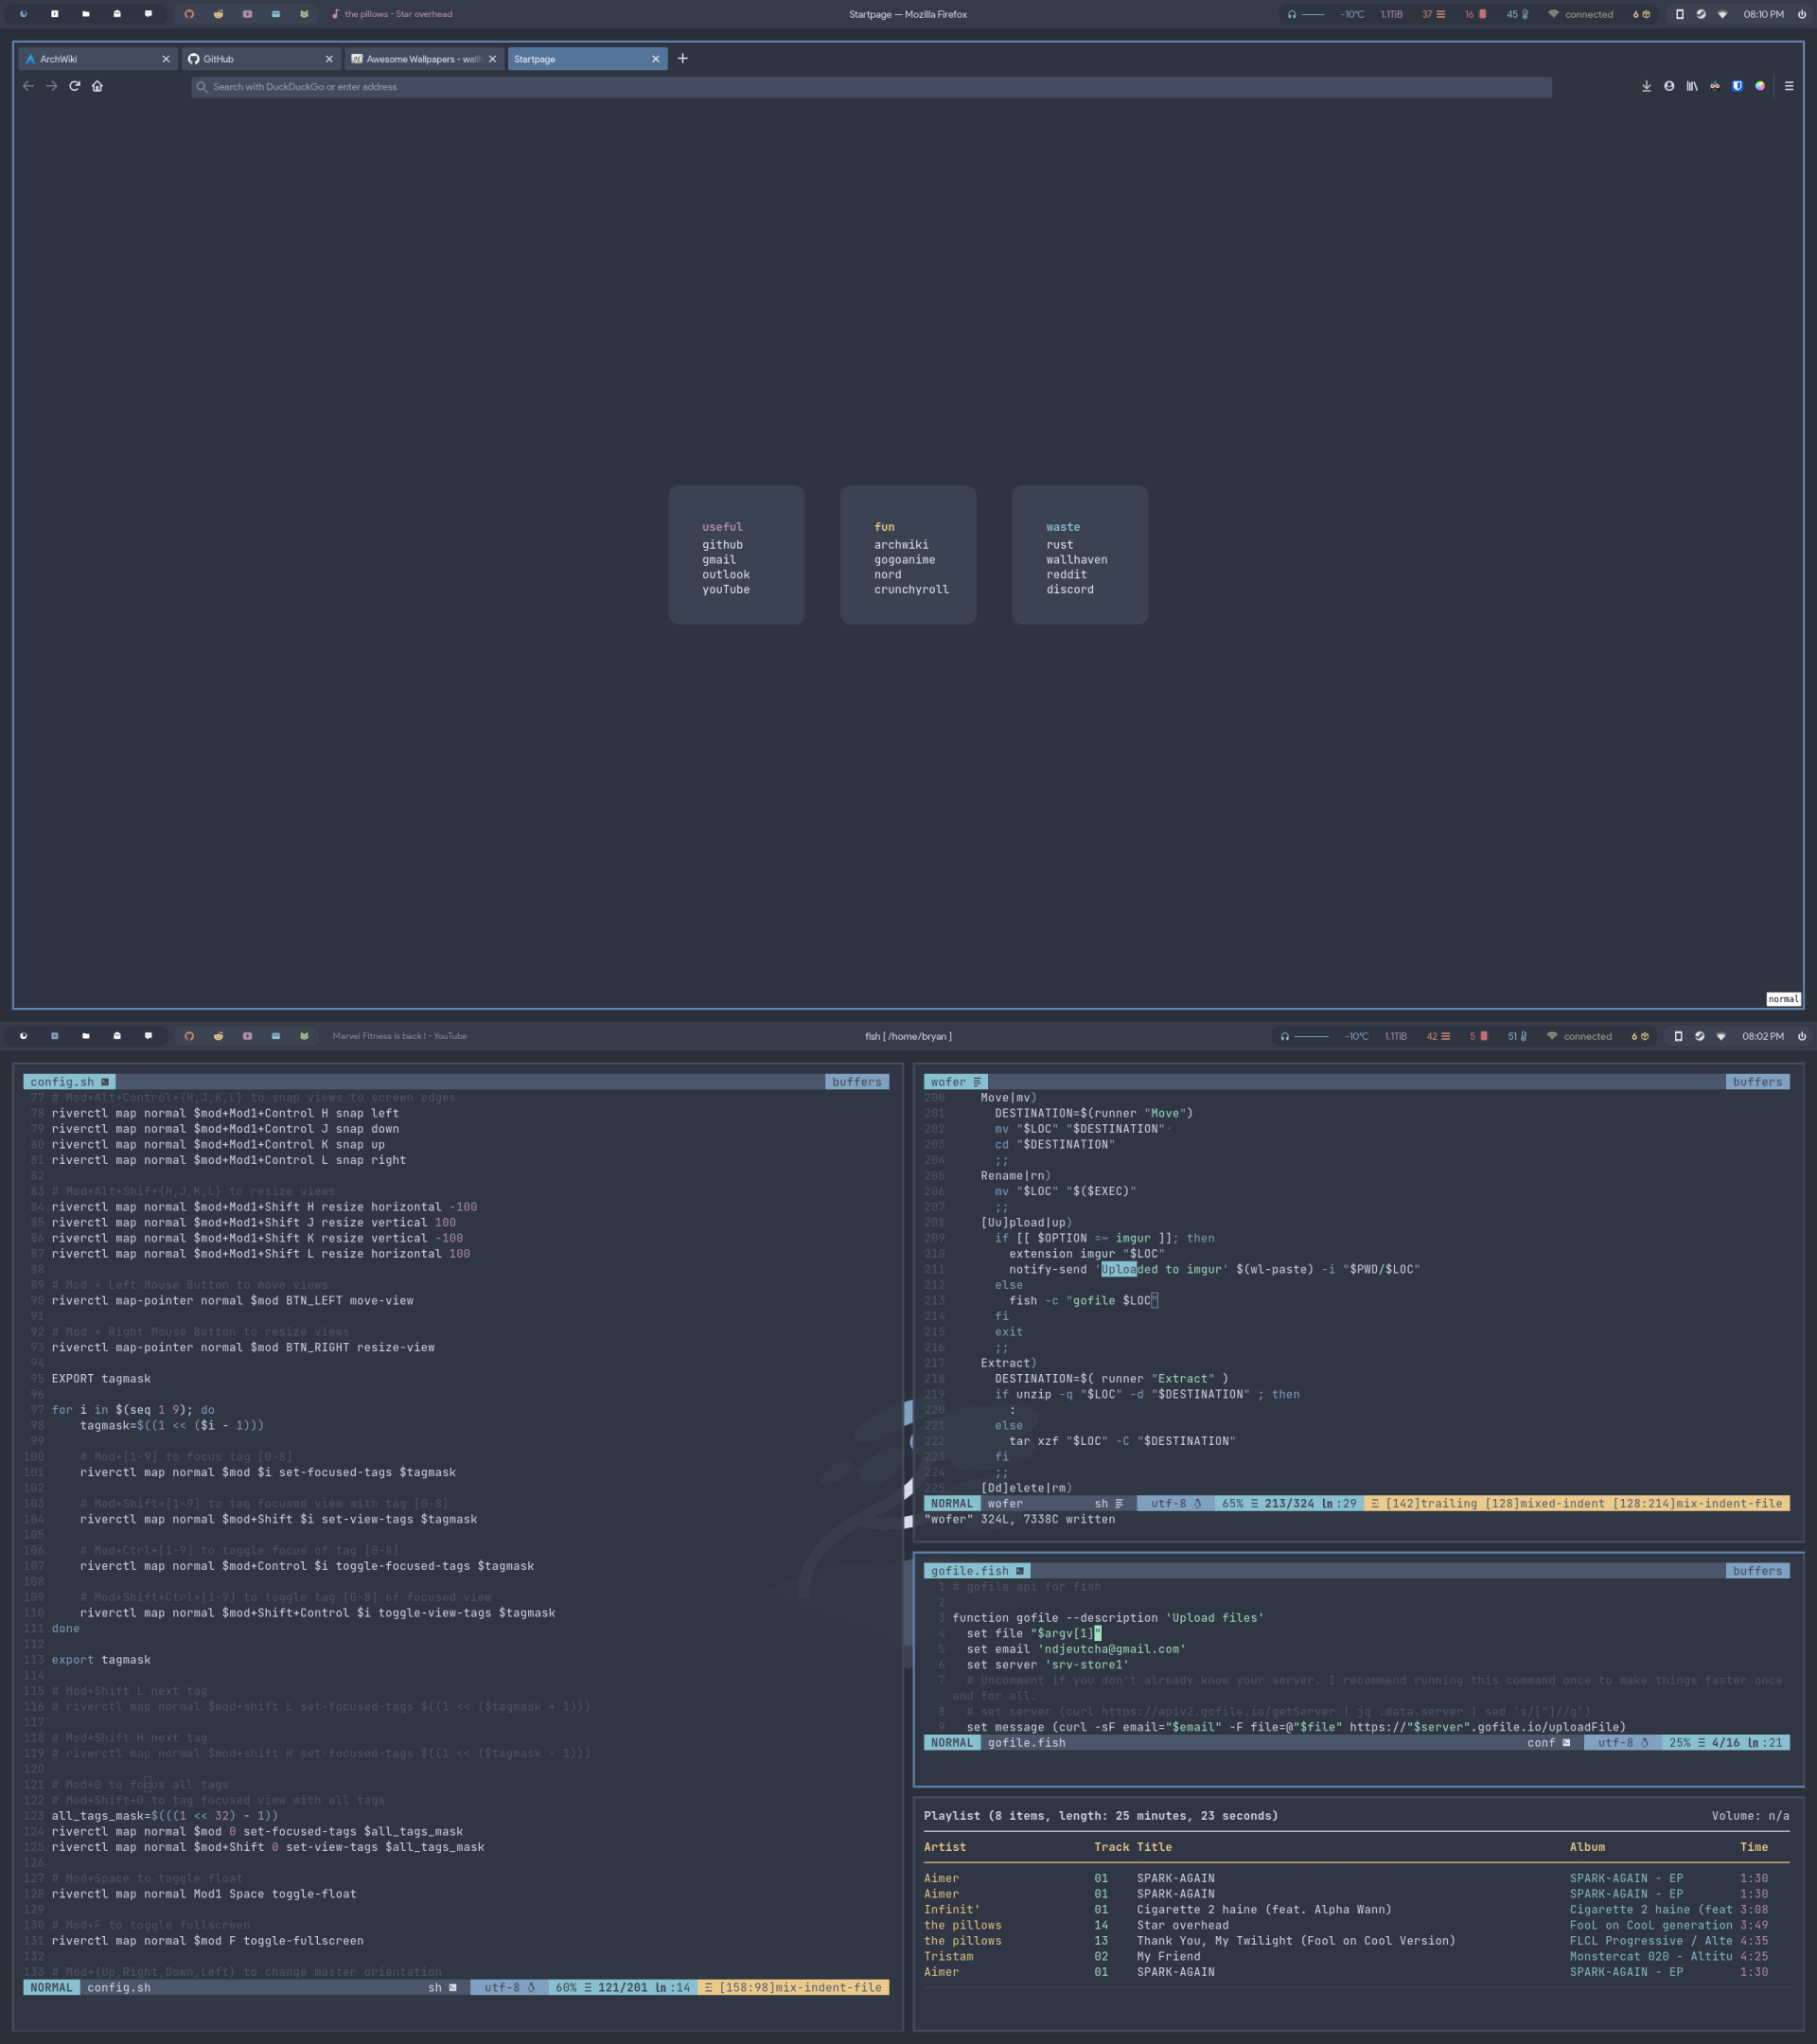 the pillows - Star overhead
Startpage — Mozilla Firefox
-10°C 1.1TiB 37 16 45 connected 6 08:10 PM
ArchWiki GitHub Awesome Wallpapers - wallh Startpage
Search with DuckDuckGo or enter address
useful
github
gmail
outlook
youTube
fun
archwiki
gogoanime
nord
crunchyroll
waste
rust
wallhaven
reddit
discord
normal
Marvel Fitness is back ! - YouTube
fish [ /home/bryan ]
-10°C 1.1TiB 42 5 51 connected 6 08:02 PM
config.sh buffers
77 # Mod+Alt+Control+{H,J,K,L} to snap views to screen edges
78 riverctl map normal $mod+Mod1+Control H snap left
79 riverctl map normal $mod+Mod1+Control J snap down
80 riverctl map normal $mod+Mod1+Control K snap up
81 riverctl map normal $mod+Mod1+Control L snap right
82
83 # Mod+Alt+Shif+{H,J,K,L} to resize views
84 riverctl map normal $mod+Mod1+Shift H resize horizontal -100
85 riverctl map normal $mod+Mod1+Shift J resize vertical 100
86 riverctl map normal $mod+Mod1+Shift K resize vertical -100
87 riverctl map normal $mod+Mod1+Shift L resize horizontal 100
88
89 # Mod + Left Mouse Button to move views
90 riverctl map-pointer normal $mod BTN_LEFT move-view
91
92 # Mod + Right Mouse Button to resize views
93 riverctl map-pointer normal $mod BTN_RIGHT resize-view
94
95 EXPORT tagmask
96
97 for i in $(seq 1 9); do
98 tagmask=$((1 << ($i - 1)))
99
100 # Mod+[1-9] to focus tag [0-8]
101 riverctl map normal $mod $i set-focused-tags $tagmask
102
103 # Mod+Shift+[1-9] to tag focused view with tag [0-8]
104 riverctl map normal $mod+Shift $i set-view-tags $tagmask
105
106 # Mod+Ctrl+[1-9] to toggle focus of tag [0-8]
107 riverctl map normal $mod+Control $i toggle-focused-tags $tagmask
108
109 # Mod+Shift+Ctrl+[1-9] to toggle tag [0-8] of focused view
110 riverctl map normal $mod+Shift+Control $i toggle-view-tags $tagmask
111 done
112
113 export tagmask
114
115 # Mod+Shift L next tag
116 # riverctl map normal $mod+shift L set-focused-tags $((1 << ($tagmask + 1)))
117
118 # Mod+Shift H next tag
119 # riverctl map normal $mod+shift H set-focused-tags $((1 << ($tagmask - 1)))
120
121 # Mod+0 to focus all tags
122 # Mod+Shift+0 to tag focused view with all tags
123 all_tags_mask=$(((1 << 32) - 1))
124 riverctl map normal $mod 0 set-focused-tags $all_tags_mask
125 riverctl map normal $mod+Shift 0 set-view-tags $all_tags_mask
126
127 # Mod+Space to toggle float
128 riverctl map normal Mod1 Space toggle-float
129
130 # Mod+F to toggle fullscreen
131 riverctl map normal $mod F toggle-fullscreen
132
133 # Mod+{Up,Right,Down,Left} to change master orientation
NORMAL config.sh sh utf-8 60% Ξ 121/201 ln :14 Ξ [158:98]mix-indent-file
wofer buffers
200 Move|mv)
201 DESTINATION=$(runner "Move")
202 mv "$LOC" "$DESTINATION"·
203 cd "$DESTINATION"
204 ;;
205 Rename|rn)
206 mv "$LOC" "$($EXEC)"
207 ;;
208 [Uu]pload|up)
209 if [[ $OPTION =~ imgur ]]; then
210 extension imgur "$LOC"
211 notify-send 'Uploaded to imgur' $(wl-paste) -i "$PWD/$LOC"
212 else
213 fish -c "gofile $LOC"
214 fi
215 exit
216 ;;
217 Extract)
218 DESTINATION=$( runner "Extract" )
219 if unzip -q "$LOC" -d "$DESTINATION" ; then
220 :
221 else
222 tar xzf "$LOC" -C "$DESTINATION"
223 fi
224 ;;
225 [Dd]elete|rm)
NORMAL wofer sh utf-8 65% Ξ 213/324 ln :29 Ξ [142]trailing [128]mixed-indent [128:214]mix-indent-file
"wofer" 324L, 7338C written
gofile.fish buffers
1 # gofile api for fish
2
3 function gofile --description 'Upload files'
4 set file "$argv[1]"
5 set email 'ndjeutcha@gmail.com'
6 set server 'srv-store1'
7 # Uncomment if you don't already know your server. I recommend running this command once to make things faster once
and for all.
8 # set server (curl https://apiv2.gofile.io/getServer | jq .data.server | sed 's/["]//g')
9 set message (curl -sF email="$email" -F file=@"$file" https://"$server".gofile.io/uploadFile)
NORMAL gofile.fish conf utf-8 25% Ξ 4/16 ln :21
Playlist (8 items, length: 25 minutes, 23 seconds) Volume: n/a
Artist Track Title Album Time
Aimer 01 SPARK-AGAIN SPARK-AGAIN - EP 1:30
Aimer 01 SPARK-AGAIN SPARK-AGAIN - EP 1:30
Infinit' 01 Cigarette 2 haine (feat. Alpha Wann) Cigarette 2 haine (feat 3:08
the pillows 14 Star overhead FooL on CooL generation 3:49
the pillows 13 Thank You, My Twilight (Fool on Cool Version) FLCL Progressive / Alte 4:35
Tristam 02 My Friend Monstercat 020 - Altitu 4:25
Aimer 01 SPARK-AGAIN SPARK-AGAIN - EP 1:30